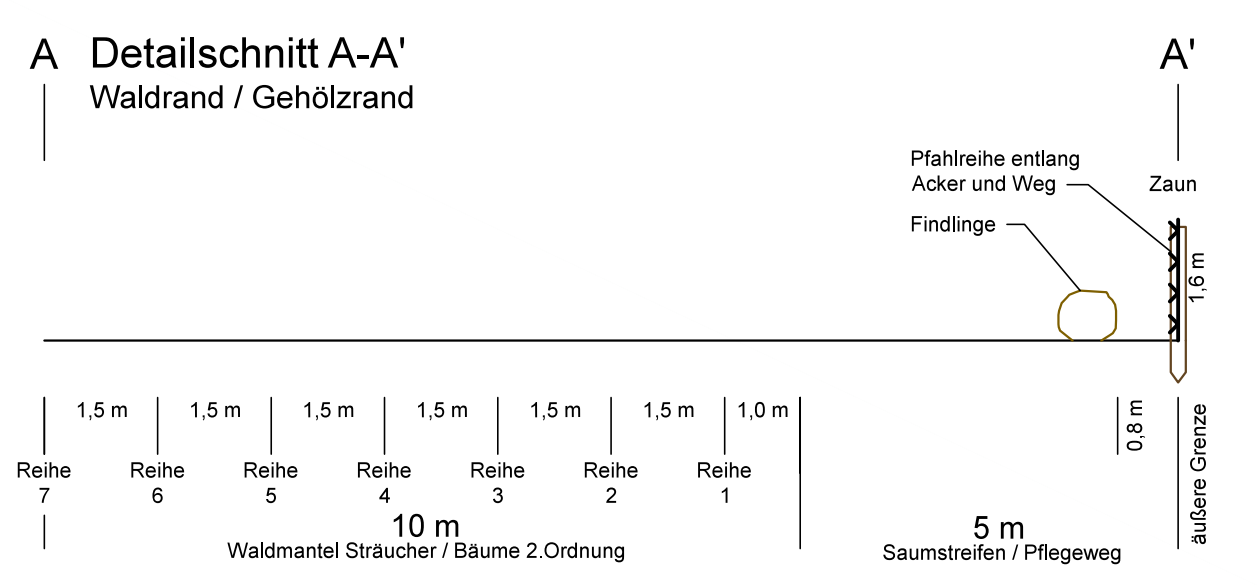 A Detailschnitt A-A' A'
Waldrand / Gehölzrand
Pfahlreihe entlang
Acker und Weg
Zaun
Findlinge
1,6 m
1,5 m 1,5 m 1,5 m 1,5 m 1,5 m 1,5 m 1,0 m
0,8 m
äußere Grenze
Reihe Reihe Reihe Reihe Reihe Reihe Reihe
7 6 5 4 3 2 1
10 m
Waldmantel Sträucher / Bäume 2.Ordnung
5 m
Saumstreifen / Pflegeweg